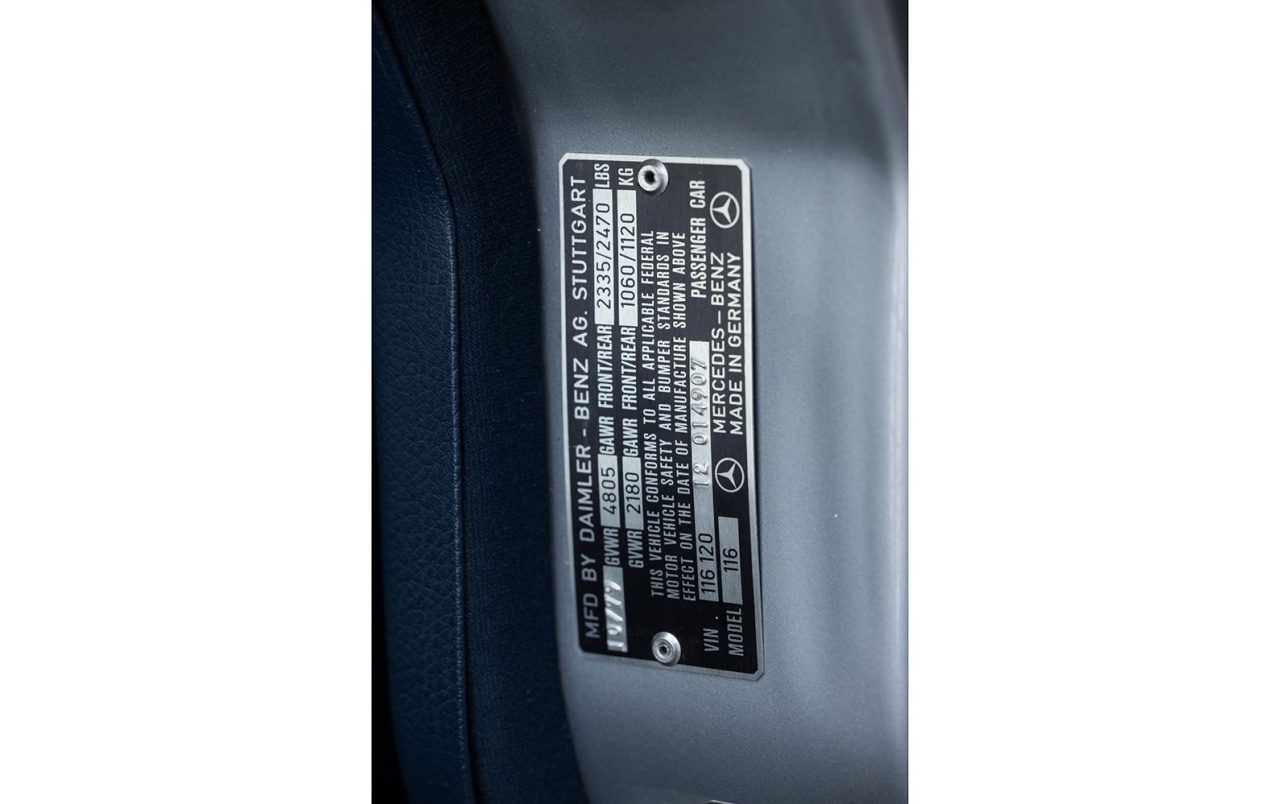 MFD BY DAIMLER - BENZ AG. STUTTGART
GVWR 4805 GAWR FRONT/REAR 2335/2470 LBS
GVWR 2180 GAWR FRONT/REAR 1060/1120 KG
THIS VEHICLE CONFORMS TO ALL APPLICABLE FEDERAL
MOTOR VEHICLE SAFETY AND BUMPER STANDARDS IN
EFFECT ON THE DATE OF MANUFACTURE SHOWN ABOVE
VIN. 116 120 12 014907 PASSENGER CAR
MODEL 116 MERCEDES-BENZ
MADE IN GERMANY